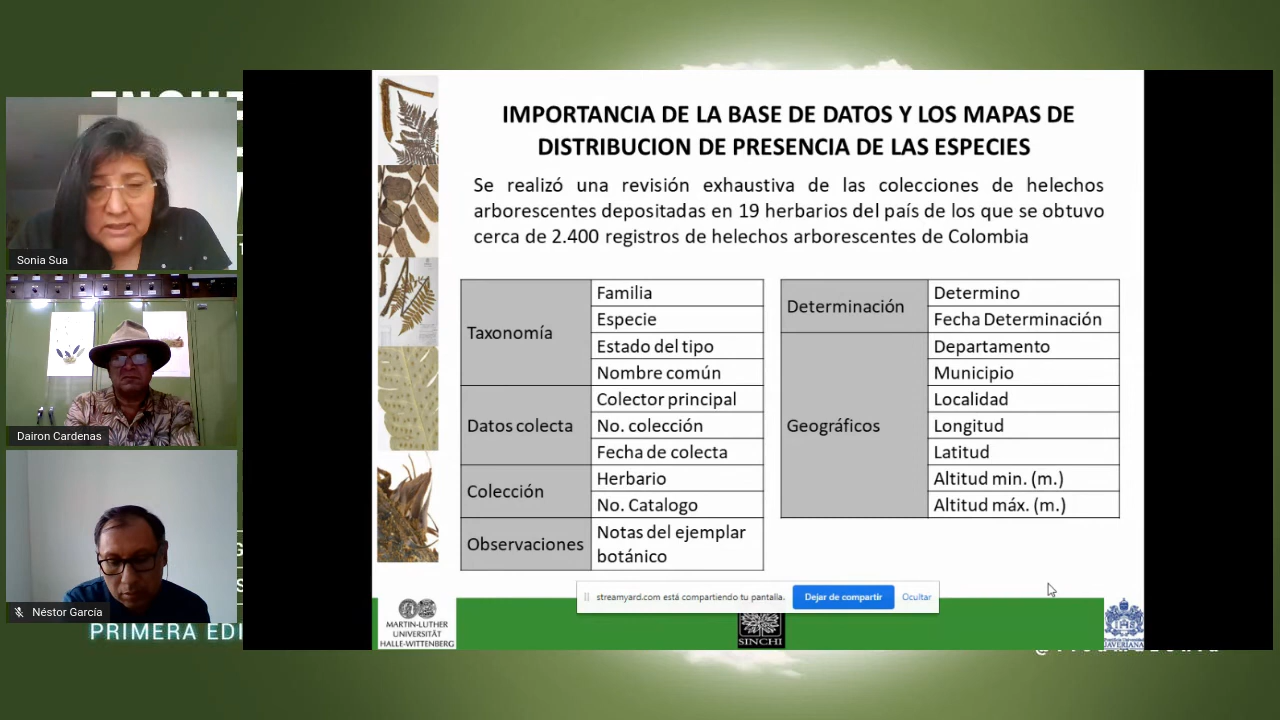 Sonia Sua
Dairon Cardenas
Néstor García
PRIMERA EDI
IMPORTANCIA DE LA BASE DE DATOS Y LOS MAPAS DE
DISTRIBUCION DE PRESENCIA DE LAS ESPECIES
Se realizó una revisión exhaustiva de las colecciones de helechos
arborescentes depositadas en 19 herbarios del país de los que se obtuvo
cerca de 2.400 registros de helechos arborescentes de Colombia
Taxonomía
Familia
Especie
Estado del tipo
Nombre común
Datos colecta
Colector principal
No. colección
Fecha de colecta
Colección
Herbario
No. Catalogo
Observaciones
Notas del ejemplar
botánico
Determinación
Determino
Fecha Determinación
Geográficos
Departamento
Municipio
Localidad
Longitud
Latitud
Altitud min. (m.)
Altitud máx. (m.)
streamyard.com está compartiendo tu pantalla.
Dejar de compartir
Ocultar
MARTIN-LUTHER
UNIVERSITÄT
HALLE-WITTENBERG
SINCHI
JAVERIANA